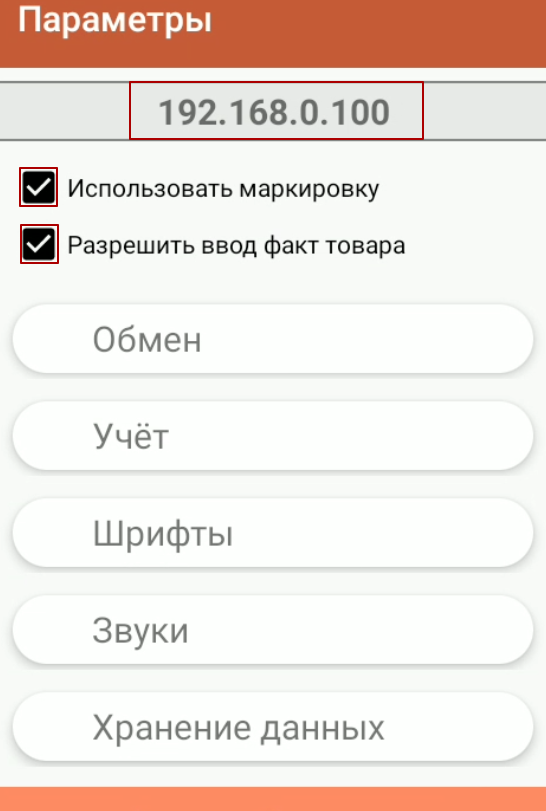 Параметры
192.168.0.100
Использовать маркировку
Разрешить ввод факт товара
Обмен
Учёт
Шрифты
Звуки
Хранение данных